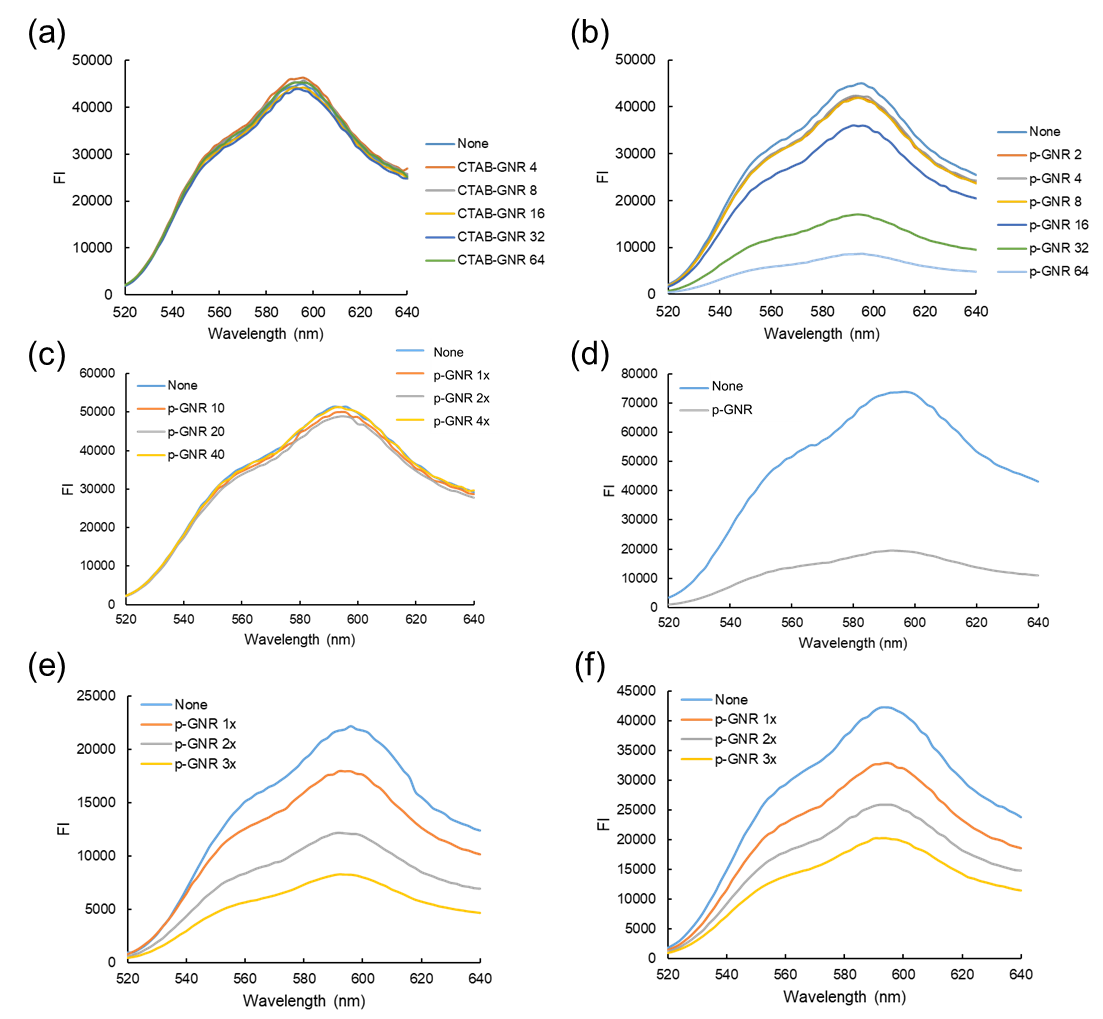 (a)
50000
40000
30000
20000
10000
0
FI
520 540 560 580 600 620 640
Wavelength (nm)
None
CTAB-GNR 4
CTAB-GNR 8
CTAB-GNR 16
CTAB-GNR 32
CTAB-GNR 64
(b)
50000
40000
30000
20000
10000
0
FI
520 540 560 580 600 620 640
Wavelength (nm)
None
p-GNR 2
p-GNR 4
p-GNR 8
p-GNR 16
p-GNR 32
p-GNR 64
(c)
60000
50000
40000
30000
20000
10000
0
FI
520 540 560 580 600 620 640
Wavelength (nm)
None
p-GNR 10
p-GNR 20
p-GNR 40
None
p-GNR 1x
p-GNR 2x
p-GNR 4x
(d)
80000
70000
60000
50000
40000
30000
20000
10000
0
FI
520 540 560 580 600 620 640
Wavelength (nm)
None
p-GNR
(e)
25000
20000
15000
10000
5000
0
FI
520 540 560 580 600 620 640
Wavelength (nm)
None
p-GNR 1x
p-GNR 2x
p-GNR 3x
(f)
45000
40000
35000
30000
25000
20000
15000
10000
5000
0
FI
520 540 560 580 600 620 640
Wavelength (nm)
None
p-GNR 1x
p-GNR 2x
p-GNR 3x